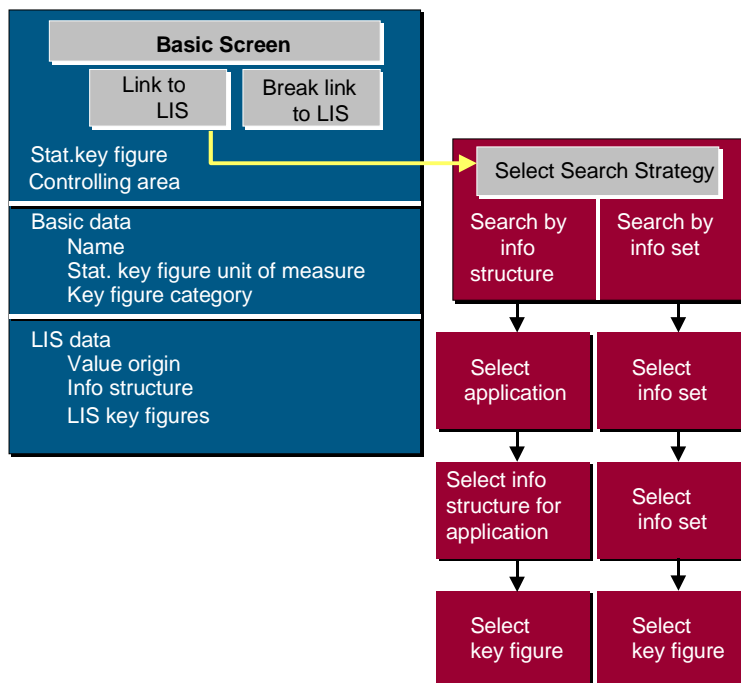 Basic Screen
Link to
LIS
Break link
to LIS
Stat.key figure
Controlling area
Basic data
Name
Stat. key figure unit of measure
Key figure category
LIS data
Value origin
Info structure
LIS key figures
Select Search Strategy
Search by
info
structure
Search by
info set
Select
application
Select
info set
Select info
structure for
application
Select
info set
Select
key figure
Select
key figure